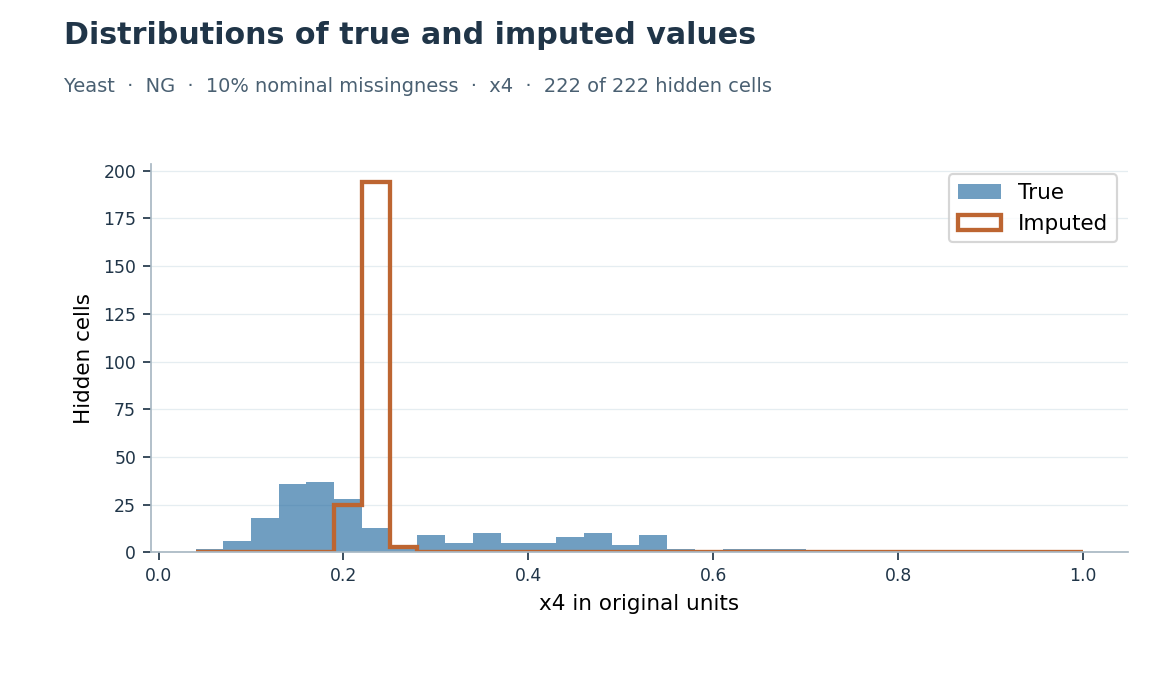 Distributions of true and imputed values
Yeast · NG · 10% nominal missingness · x4 · 222 of 222 hidden cells
200
175
150
125
100
75
50
25
0
Hidden cells
True
Imputed
0.0 0.2 0.4 0.6 0.8 1.0
x4 in original units